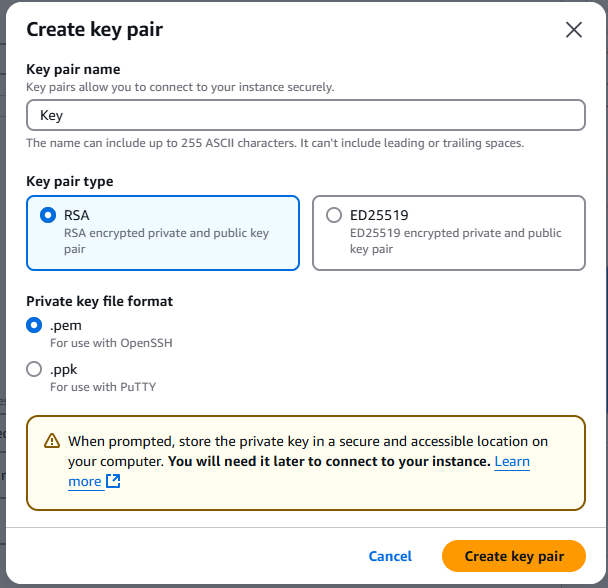 Create key pair
Key pair name
Key pairs allow you to connect to your instance securely.
Key
The name can include up to 255 ASCII characters. It can't include leading or trailing spaces.
Key pair type
RSA
RSA encrypted private and public key
pair
ED25519
ED25519 encrypted private and public
key pair
Private key file format
.pem
For use with OpenSSH
.ppk
For use with PuTTY
When prompted, store the private key in a secure and accessible location on
your computer. You will need it later to connect to your instance. Learn
more
Cancel
Create key pair